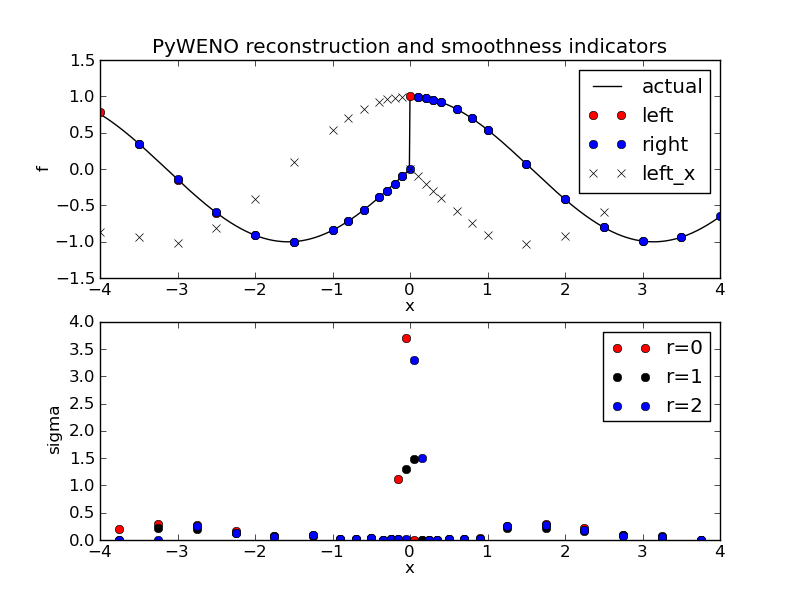 PyWENO reconstruction and smoothness indicators
1.5
1.0
0.5
0.0
−0.5
−1.0
−1.5
f
actual
left
right
left_x
−4 −3 −2 −1 0 1 2 3 4
x
4.0
3.5
3.0
2.5
2.0
1.5
1.0
0.5
0.0
sigma
r=0
r=1
r=2
−4 −3 −2 −1 0 1 2 3 4
x